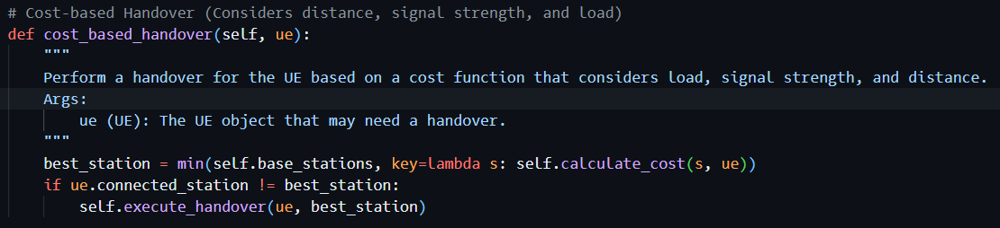 # Cost-based Handover (Considers distance, signal strength, and load)
def cost_based_handover(self, ue):
    """
    Perform a handover for the UE based on a cost function that considers load, signal strength, and distance.
    Args:
        ue (UE): The UE object that may need a handover.
    """
    best_station = min(self.base_stations, key=lambda s: self.calculate_cost(s, ue))
    if ue.connected_station != best_station:
        self.execute_handover(ue, best_station)